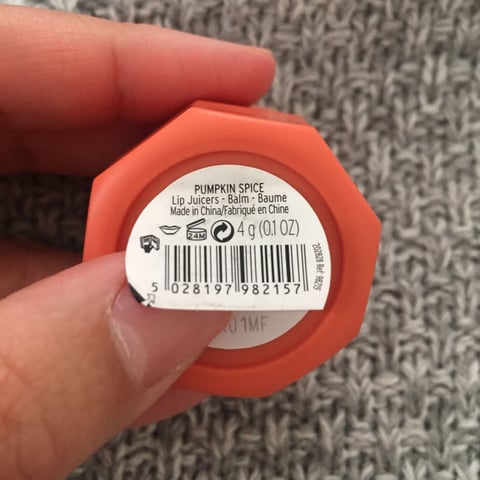 PUMPKIN SPICE
Lip Juicers - Balm - Baume
Made in China/Fabriqué en Chine
24M 4 g (0.1 OZ)
5 028197 982157